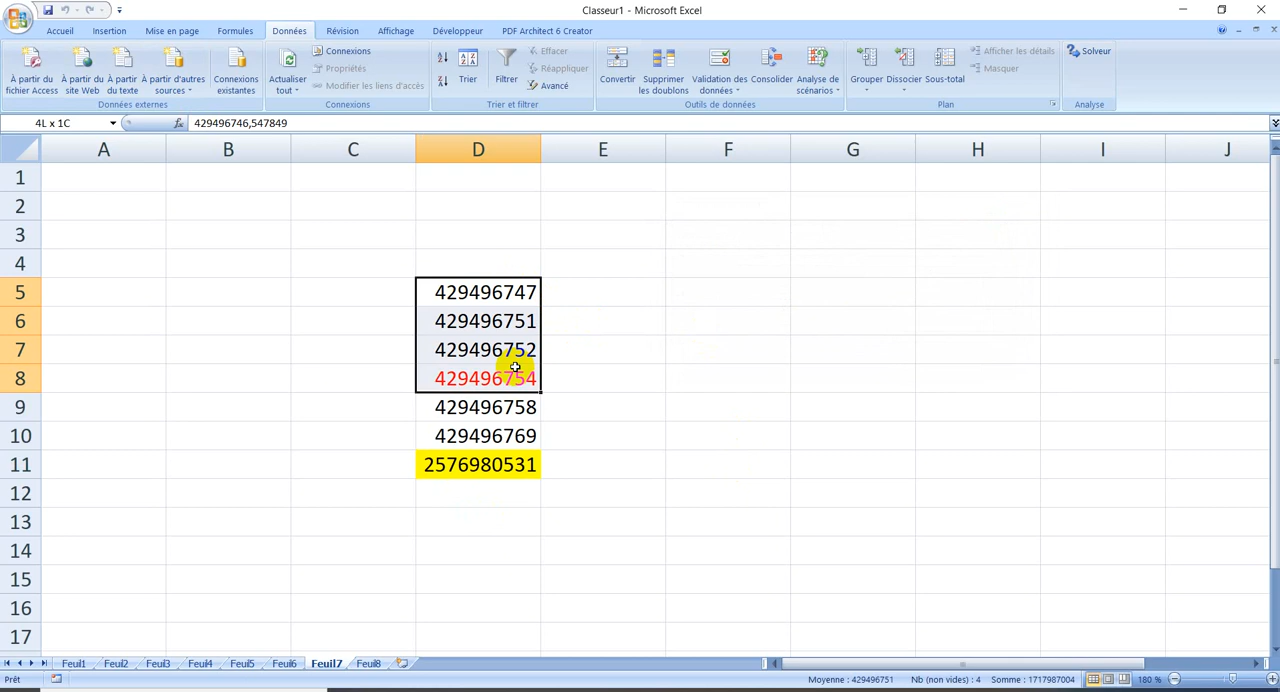 Classeur1 - Microsoft Excel
Accueil Insertion Mise en page Formules Données Révision Affichage Développeur PDF Architect 6 Creator
À partir du fichier Access
À partir du site Web
À partir du texte
À partir d'autres sources
Connexions existantes
Données externes
Actualiser tout
Connexions
Propriétés
Modifier les liens d'accès
Connexions
Trier
Filtrer
Effacer
Réappliquer
Avancé
Trier et filtrer
Convertir
Supprimer les doublons
Validation des données
Consolider
Analyse de scénarios
Outils de données
Grouper
Dissocier
Sous-total
Afficher les détails
Masquer
Plan
Solveur
Analyse
4L x 1C fx 429496746,547849
A B C D E F G H I J
1
2
3
4
5 429496747
6 429496751
7 429496752
8 429496754
9 429496758
10 429496769
11 2576980531
12
13
14
15
16
17
Feuil1 Feuil2 Feuil3 Feuil4 Feuil5 Feuil6 Feuil7 Feuil8
Prêt Moyenne : 429496751 Nb (non vides) : 4 Somme : 1717987004 180 %